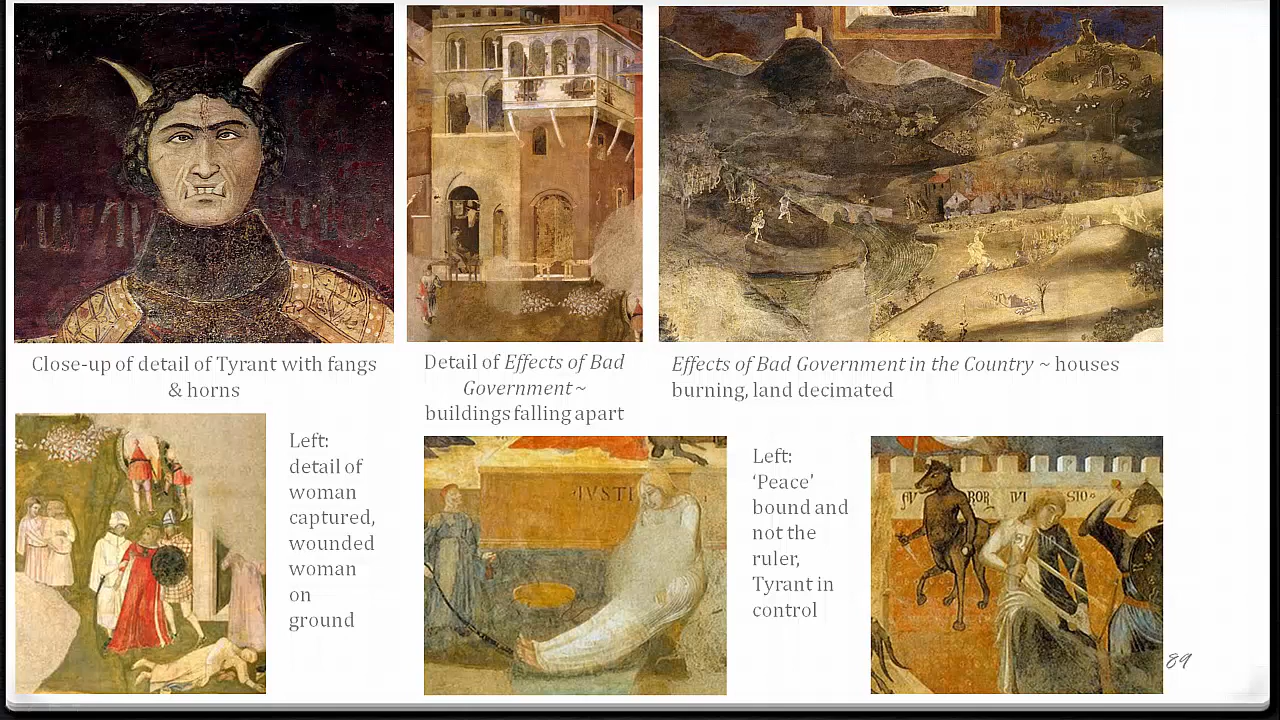 Close-up of detail of Tyrant with fangs
& horns
Detail of Effects of Bad
Government ~
buildings falling apart
Effects of Bad Government in the Country ~ houses
burning, land decimated
Left:
detail of
woman
captured,
wounded
woman
on
ground
IVSTI
Left:
‘Peace’
bound and
not the
ruler,
Tyrant in
control
89